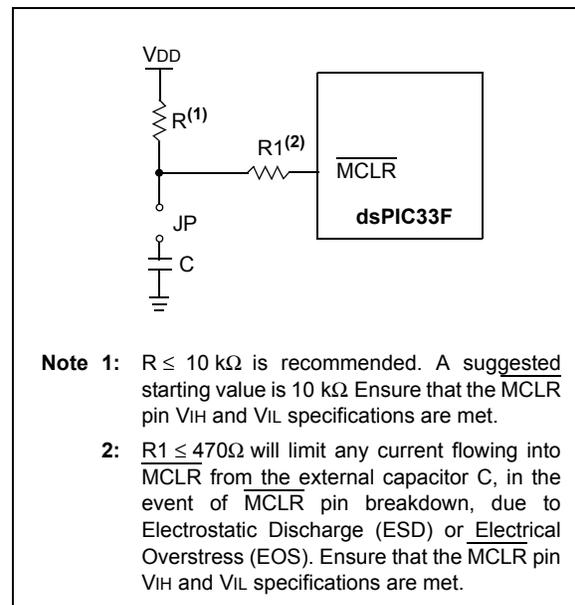 VDD
R(1)
R1(2)
MCLR
JP
dsPIC33F
C
Note 1: R ≤ 10 kΩ is recommended. A suggested
starting value is 10 kΩ Ensure that the MCLR
pin VIH and VIL specifications are met.
2: R1 ≤ 470Ω will limit any current flowing into
MCLR from the external capacitor C, in the
event of MCLR pin breakdown, due to
Electrostatic Discharge (ESD) or Electrical
Overstress (EOS). Ensure that the MCLR pin
VIH and VIL specifications are met.